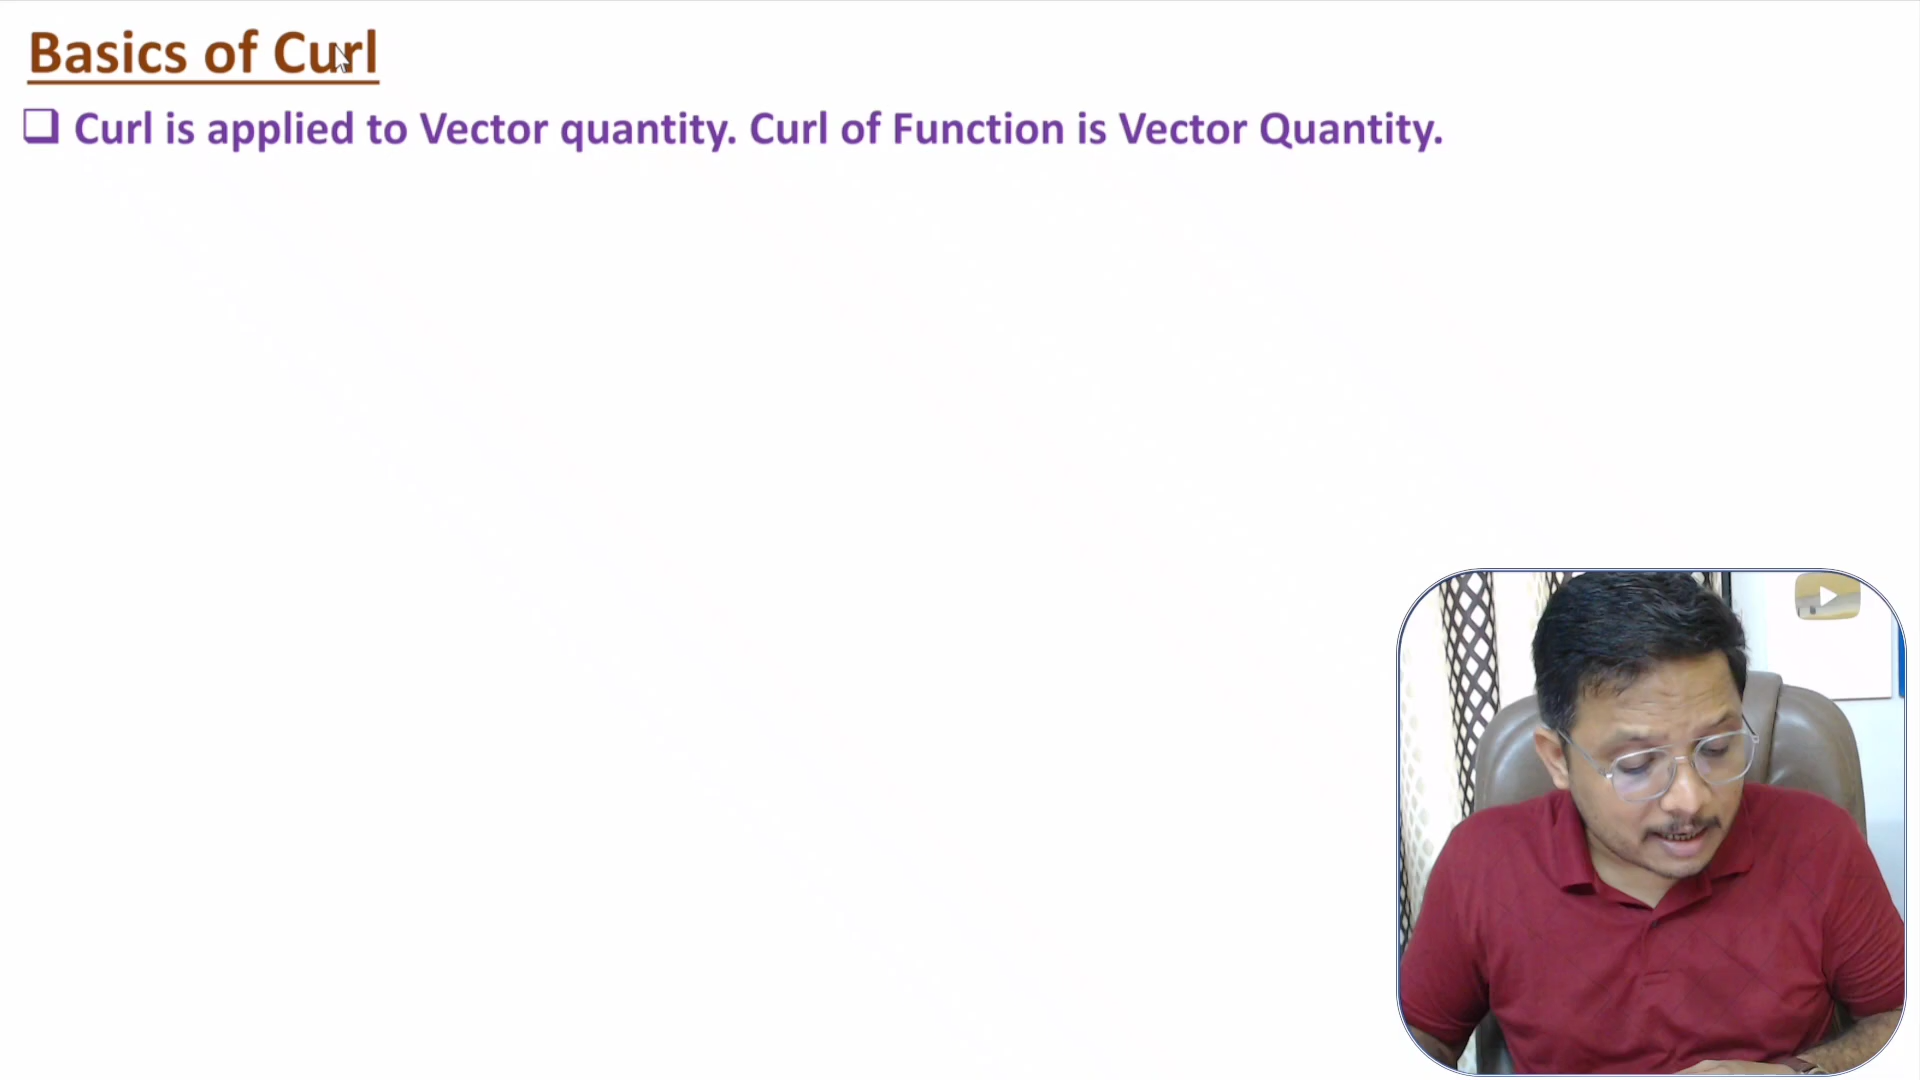 Basics of Curl
❑ Curl is applied to Vector quantity. Curl of Function is Vector Quantity.